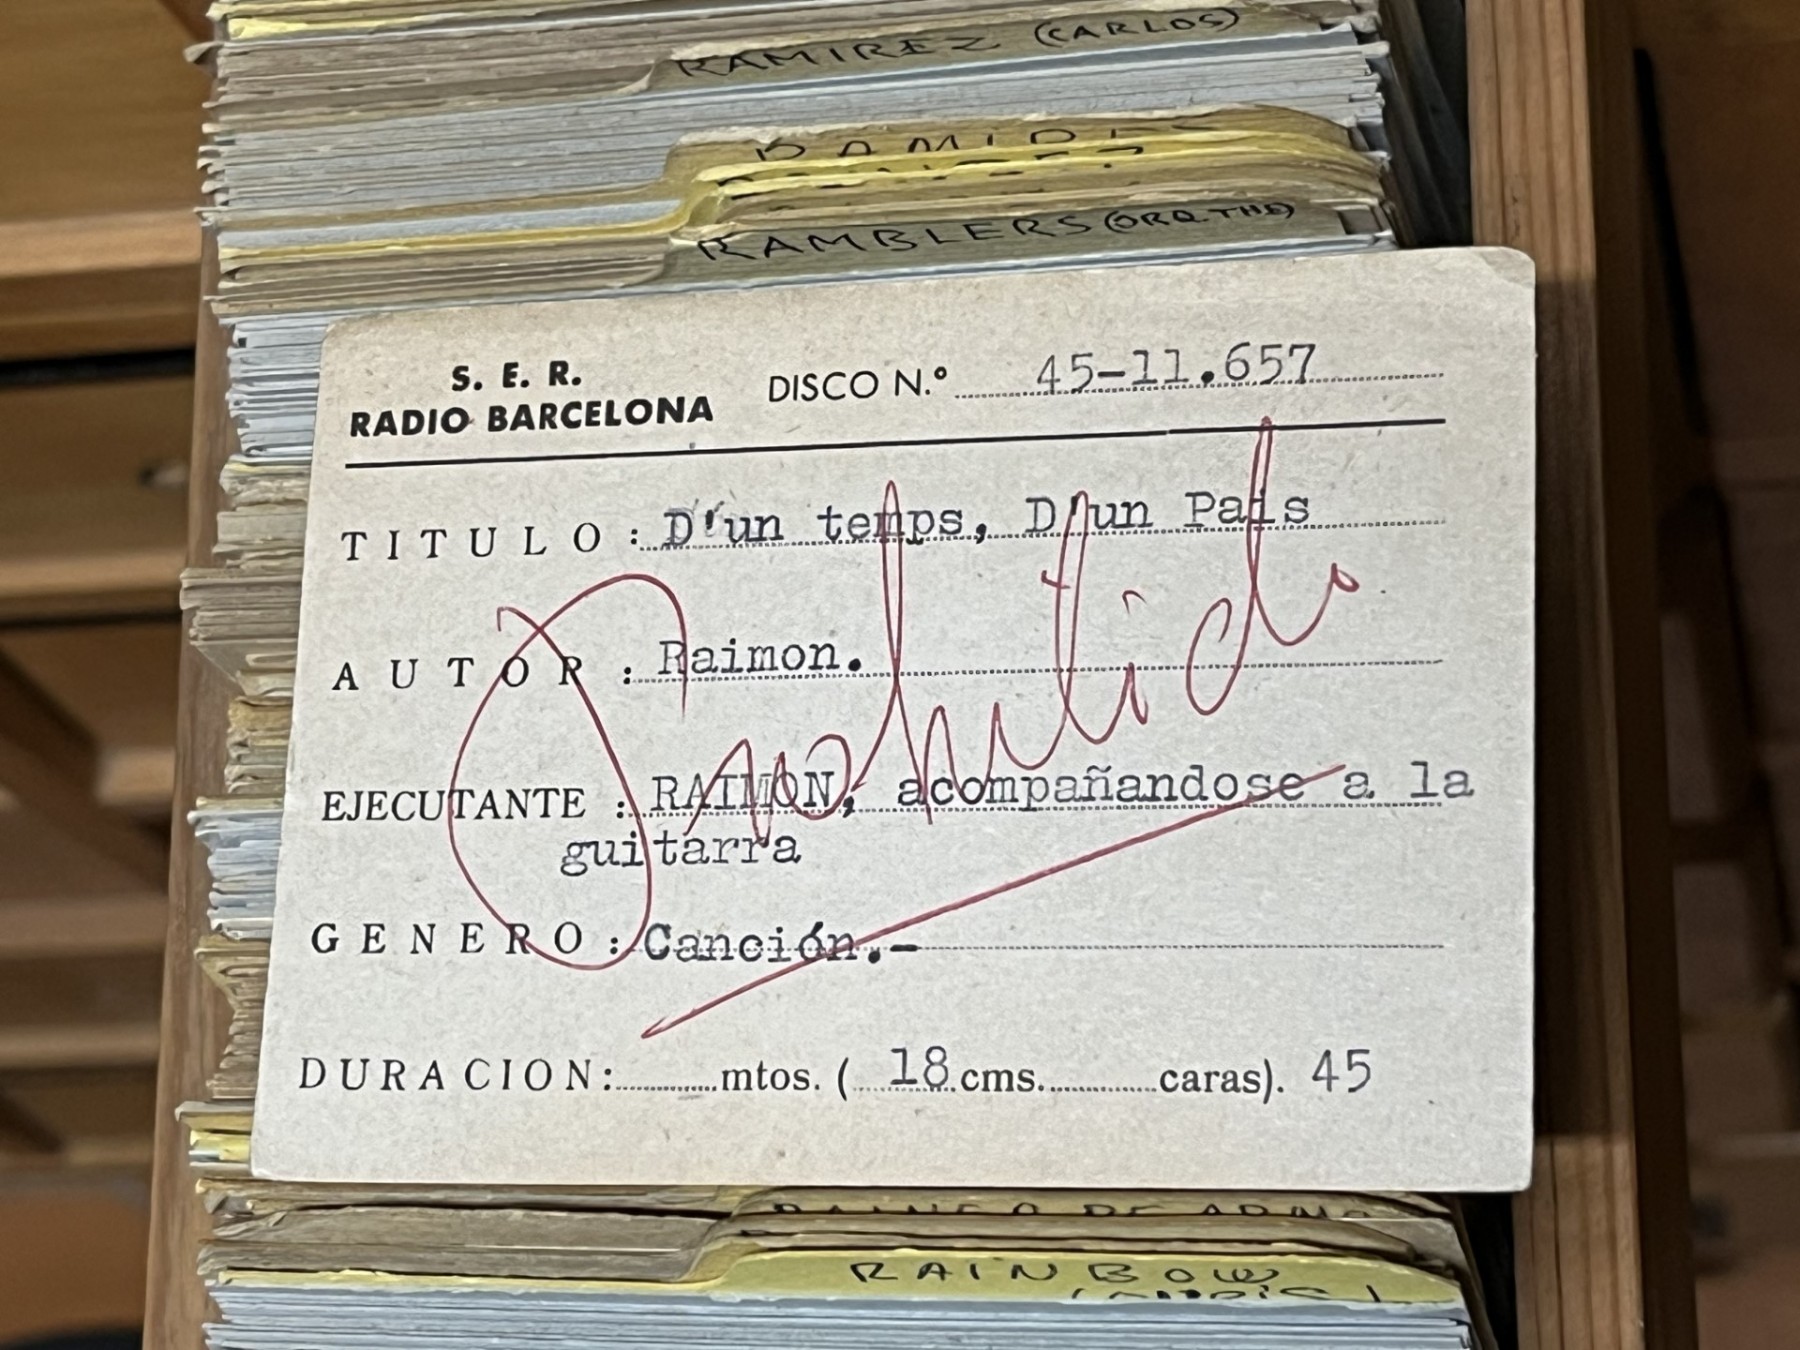 RAMIREZ (CARLOS)
RAMBLERS (ORQ. THE)
S. E. R.
RADIO BARCELONA
DISCO N.º 45-11.657
TITULO: D'un temps, D'un País
AUTOR: Raimon.
EJECUTANTE: RAIMON, acompañandose a la
guitarra
GENERO: Canción.-
DURACION: mtos. ( 18 cms. caras). 45
Prohibido
RAINBOW